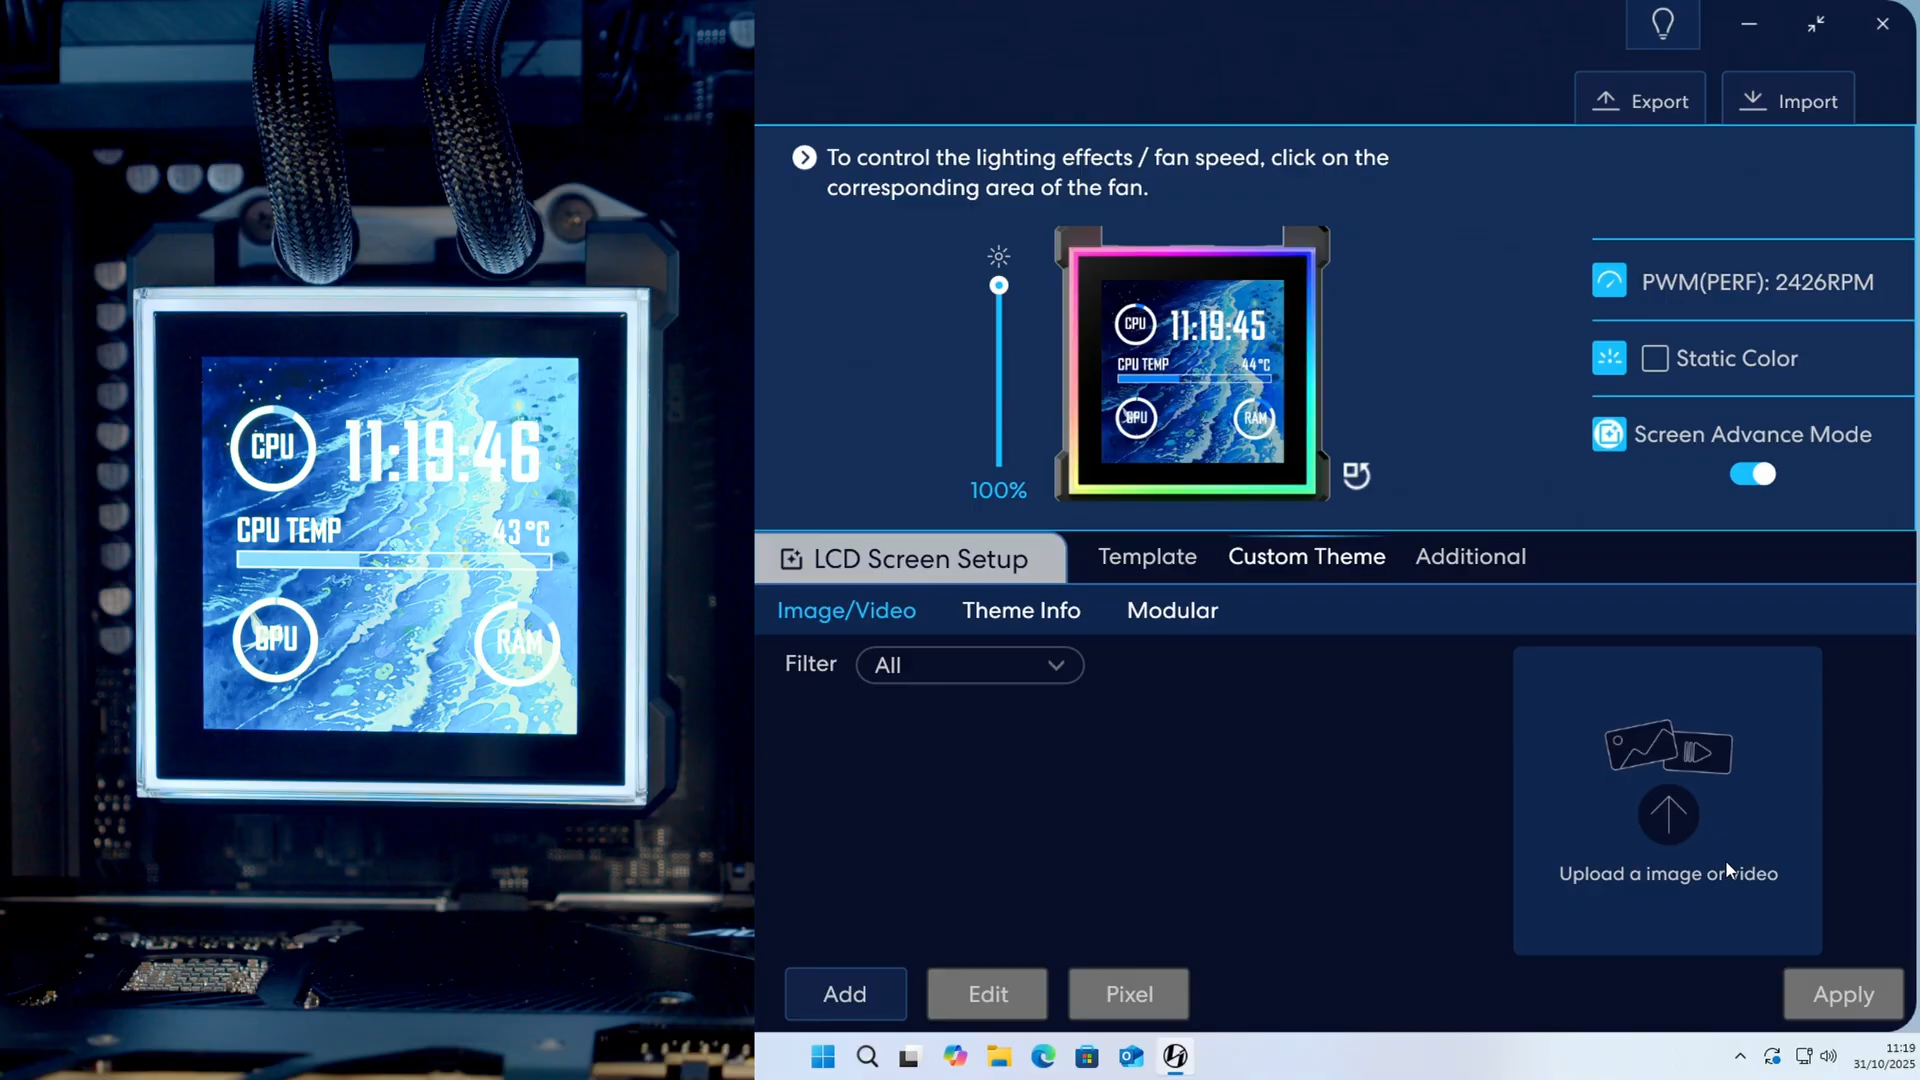 CPU
11:19:46
CPU TEMP
43°C
GPU
RAM
Export
Import
To control the lighting effects / fan speed, click on the
corresponding area of the fan.
100%
CPU
11:19:45
CPU TEMP
44°C
GPU
RAM
PWM(PERF): 2426RPM
Static Color
Screen Advance Mode
LCD Screen Setup
Template
Custom Theme
Additional
Image/Video
Theme Info
Modular
Filter
All
Upload a image or video
Add
Edit
Pixel
Apply
11:19
31/10/2025